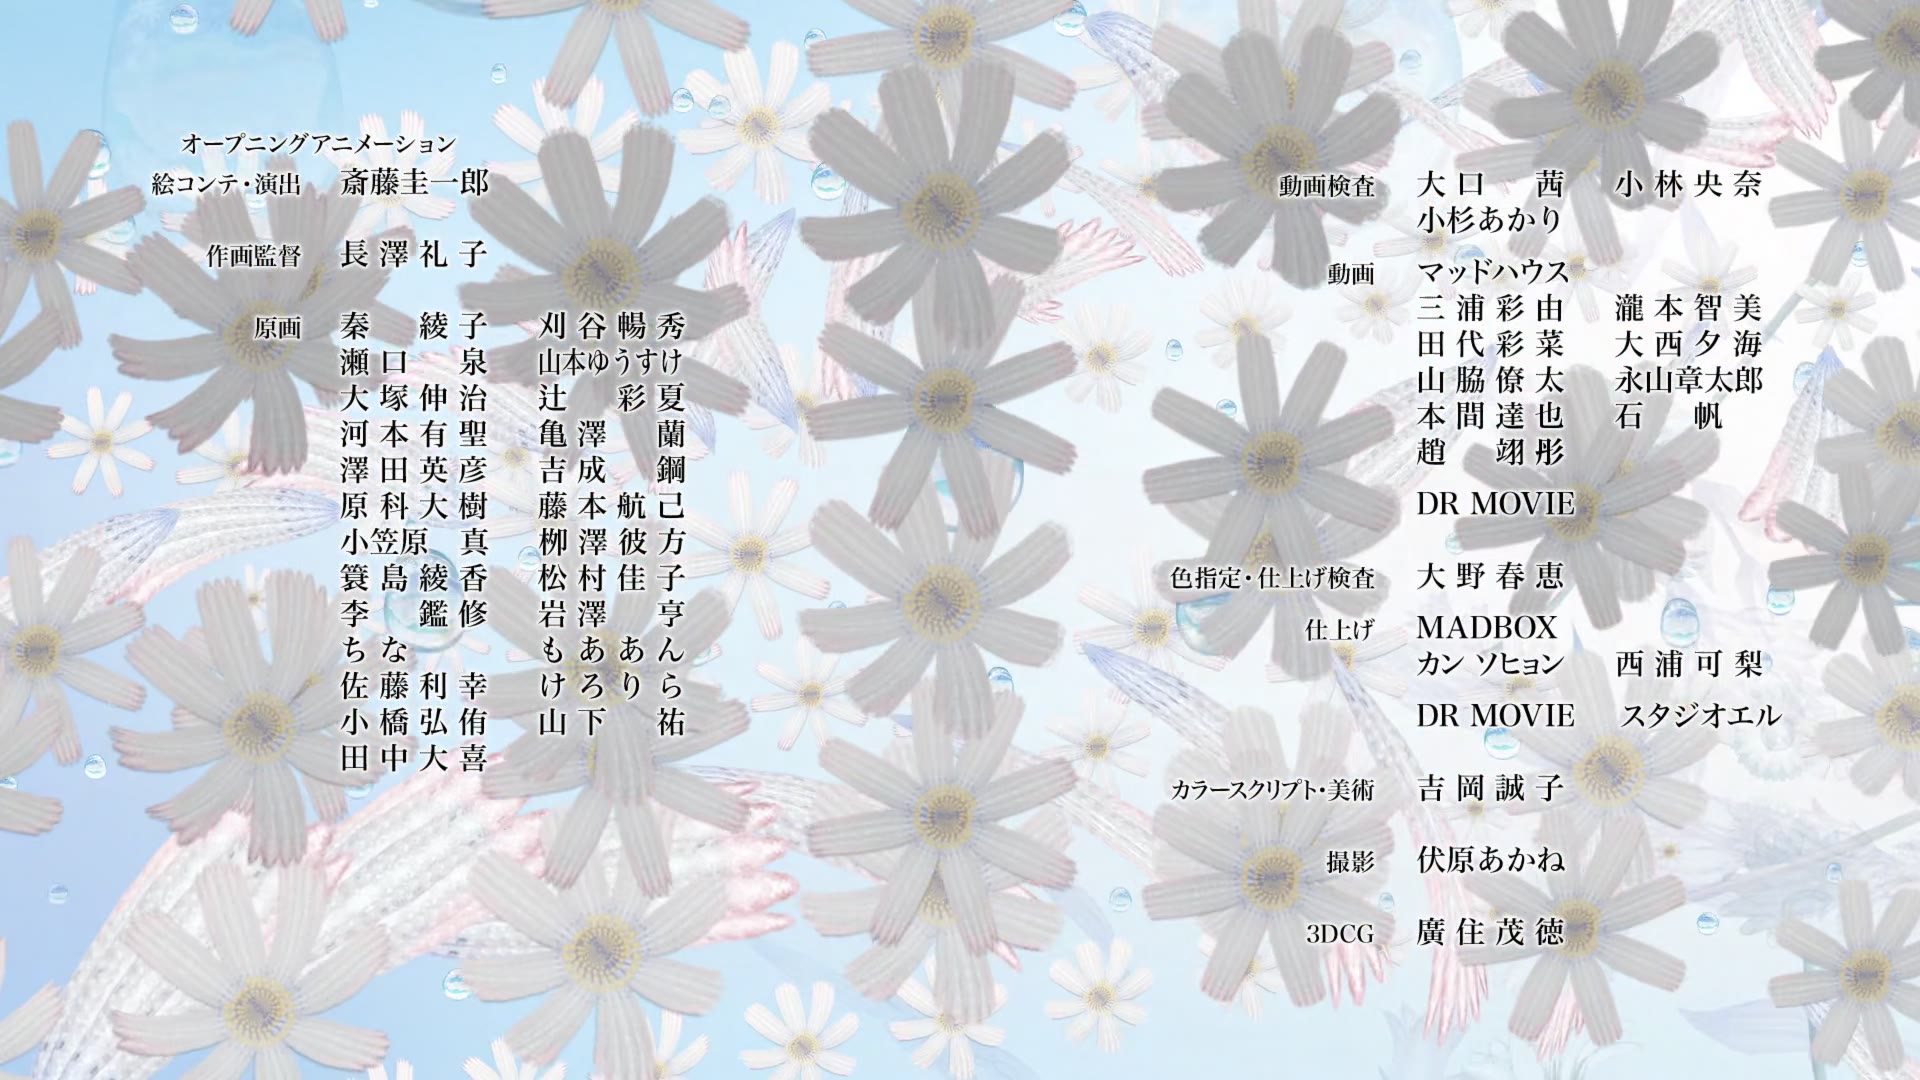 オープニングアニメーション
絵コンテ・演出 斎藤圭一郎
作画監督 長澤礼子
原画 秦 綾子 刈谷暢秀
瀬口 泉 山本ゆうすけ
大塚伸治 辻 彩夏
河本有聖 亀澤 蘭
澤田英彦 吉成 鋼
原科大樹 藤本航己
小笠原 真 柳澤彼方
簑島綾香 松村佳子
李 鑑修 岩澤 亨
ちな もああん
佐藤利幸 けろりら
小橋弘侑 山下 祐
田中大喜
動画検査 大口 茜 小林央奈
小杉あかり
動画 マッドハウス
三浦彩由 瀧本智美
田代彩菜 大西夕海
山脇僚太 永山章太郎
本間達也 石 帆
趙 翊彤
DR MOVIE
色指定・仕上げ検査 大野春恵
仕上げ MADBOX
カン ソヒョン 西浦可梨
DR MOVIE スタジオエル
カラースクリプト・美術 吉岡誠子
撮影 伏原あかね
3DCG 廣住茂徳